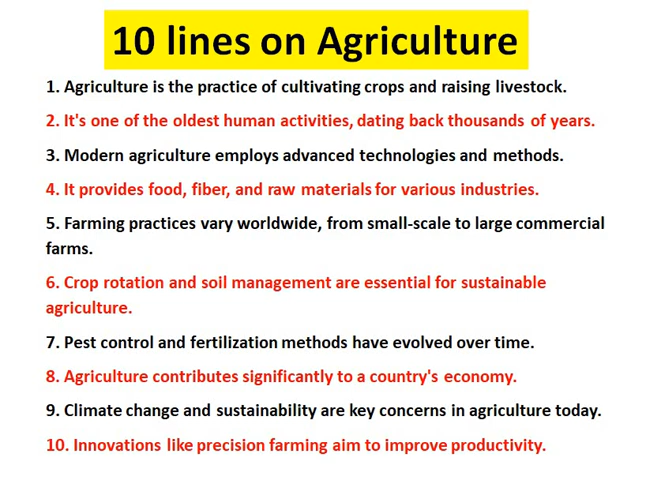 10 lines on Agriculture
1. Agriculture is the practice of cultivating crops and raising livestock.
2. It's one of the oldest human activities, dating back thousands of years.
3. Modern agriculture employs advanced technologies and methods.
4. It provides food, fiber, and raw materials for various industries.
5. Farming practices vary worldwide, from small-scale to large commercial
farms.
6. Crop rotation and soil management are essential for sustainable
agriculture.
7. Pest control and fertilization methods have evolved over time.
8. Agriculture contributes significantly to a country's economy.
9. Climate change and sustainability are key concerns in agriculture today.
10. Innovations like precision farming aim to improve productivity.